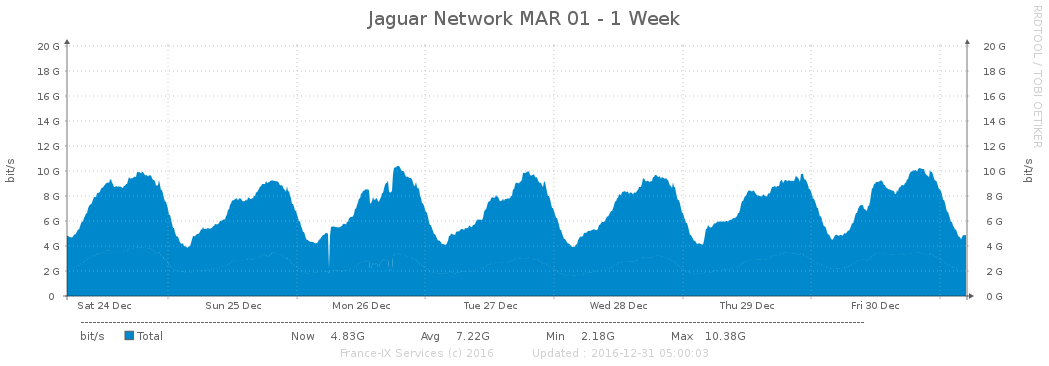 Jaguar Network MAR 01 - 1 Week
RRDTOOL / TOBI OETIKER
bit/s
bit/s
20 G 20 G
18 G 18 G
16 G 16 G
14 G 14 G
12 G 12 G
10 G 10 G
8 G 8 G
6 G 6 G
4 G 4 G
2 G 2 G
0 0 G
Sat 24 Dec Sun 25 Dec Mon 26 Dec Tue 27 Dec Wed 28 Dec Thu 29 Dec Fri 30 Dec
bit/s Total Now 4.83G Avg 7.22G Min 2.18G Max 10.38G
France-IX Services (c) 2016 Updated : 2016-12-31 05:00:03